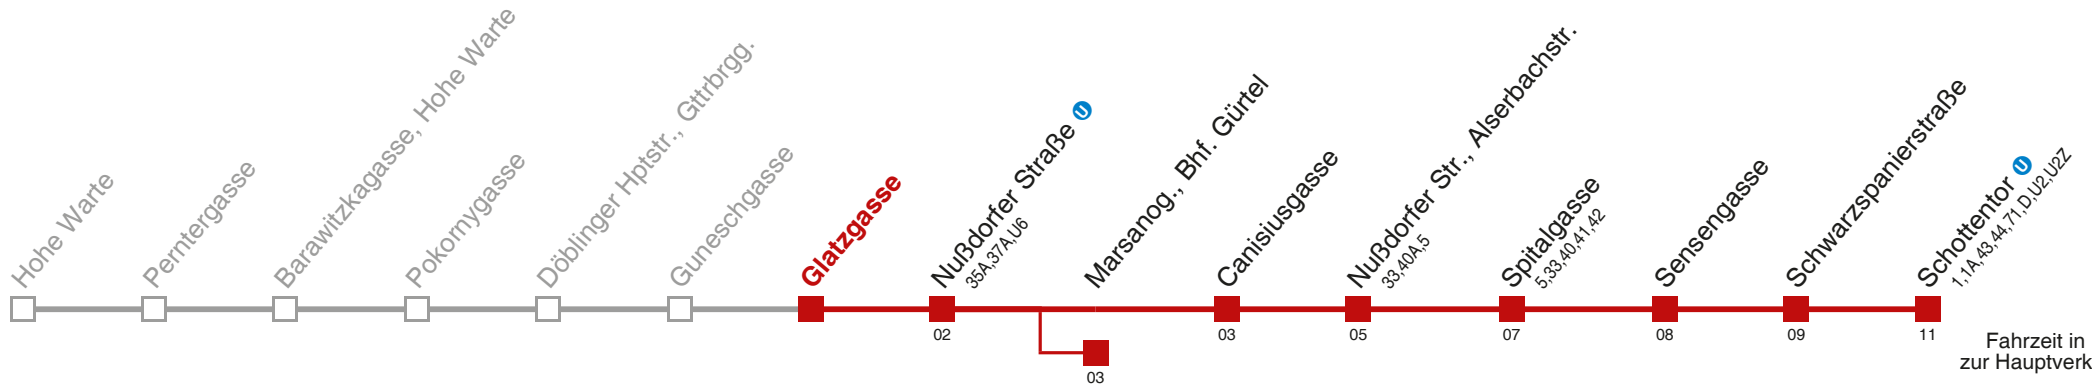 Hohe Warte
Perntergasse
Barawitzkagasse, Hohe Warte
Pokornygasse
Döblinger Hptstr., Gttrbrgg.
Guneschgasse
Glatzgasse
Nußdorfer Straße U
35A,37A,U6
Marsanog., Bhf. Gürtel
Canisiusgasse
Nußdorfer Str., Alserbachstr.
33,40A,5
Spitalgasse
5,33,40,41,42
Sensengasse
Schwarzspanierstraße
Schottentor U
1,1A,43,44,71,D,U2,U2Z
02
03
05
07
08
09
11
03
Fahrzeit in
zur Hauptverk